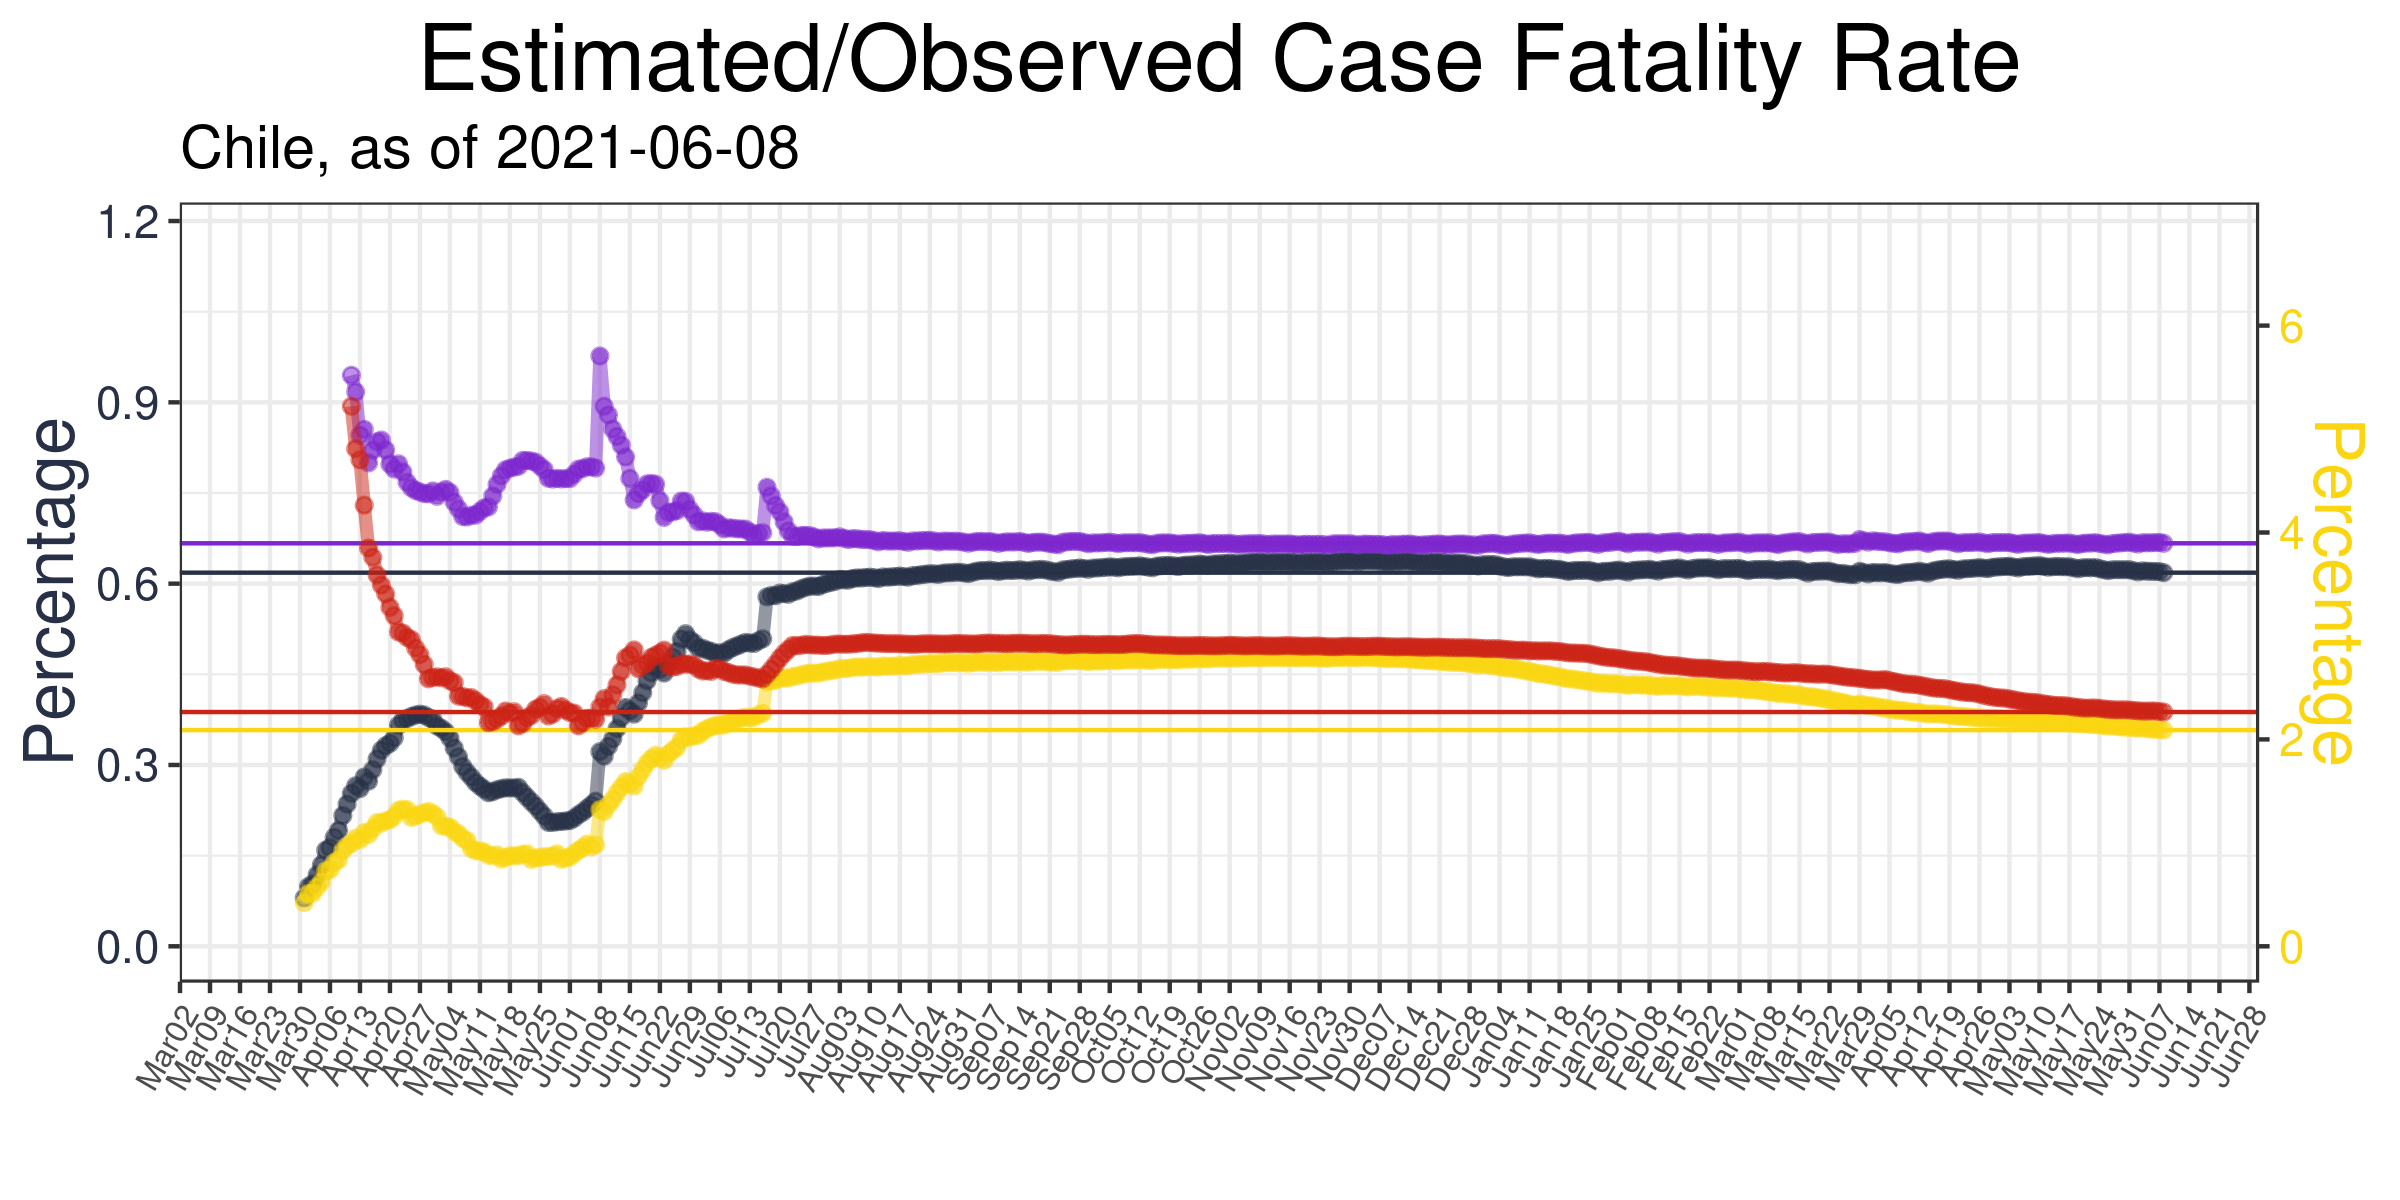 Estimated/Observed Case Fatality Rate
Chile, as of 2021-06-08
Percentage
1.2
0.9
0.6
0.3
0.0
6
4
2
0
Percentage
Mar02
Mar09
Mar16
Mar23
Mar30
Apr06
Apr13
Apr20
Apr27
May04
May11
May18
May25
Jun01
Jun08
Jun15
Jun22
Jun29
Jul06
Jul13
Jul20
Jul27
Aug03
Aug10
Aug17
Aug24
Aug31
Sep07
Sep14
Sep21
Sep28
Oct05
Oct12
Oct19
Oct26
Nov02
Nov09
Nov16
Nov23
Nov30
Dec07
Dec14
Dec21
Dec28
Jan04
Jan11
Jan18
Jan25
Feb01
Feb08
Feb15
Feb22
Mar01
Mar08
Mar15
Mar22
Mar29
Apr05
Apr12
Apr19
Apr26
May03
May10
May17
May24
May31
Jun07
Jun14
Jun21
Jun28